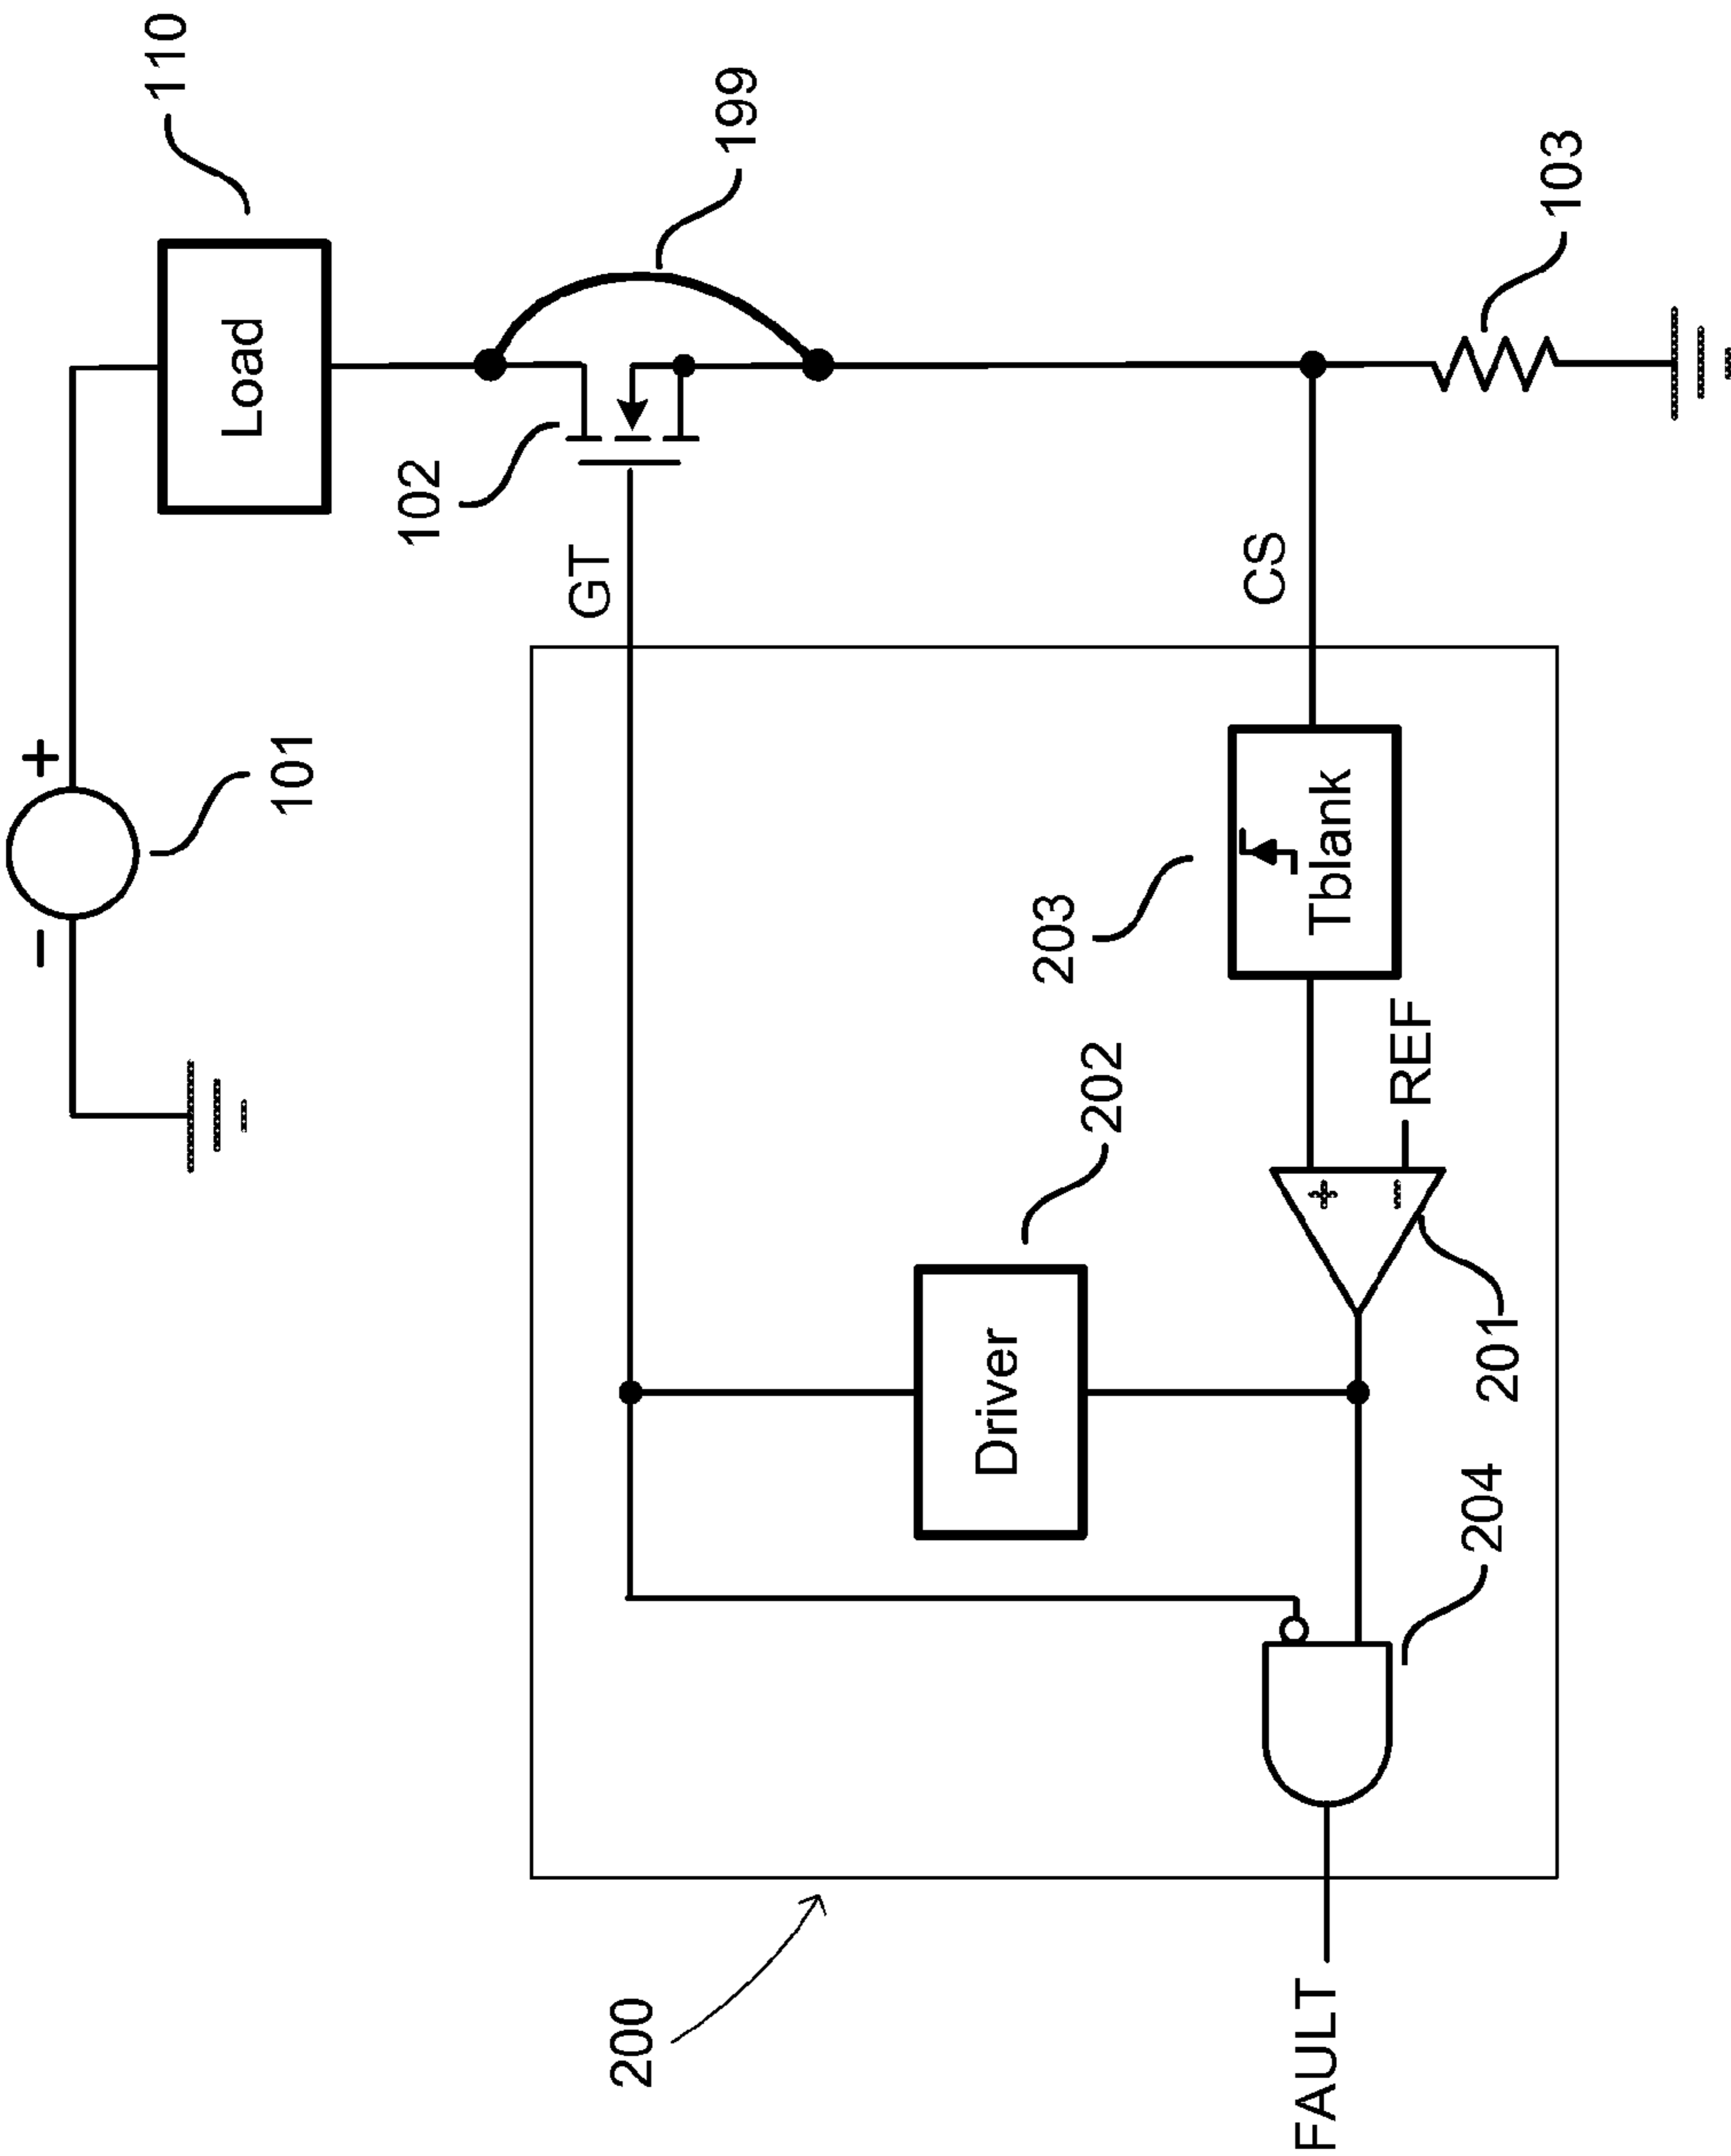 110
Load
199
102
103
GT
CS
+
−
101
Tblank
203
REF
+
−
202
Driver
201
204
200
FAULT